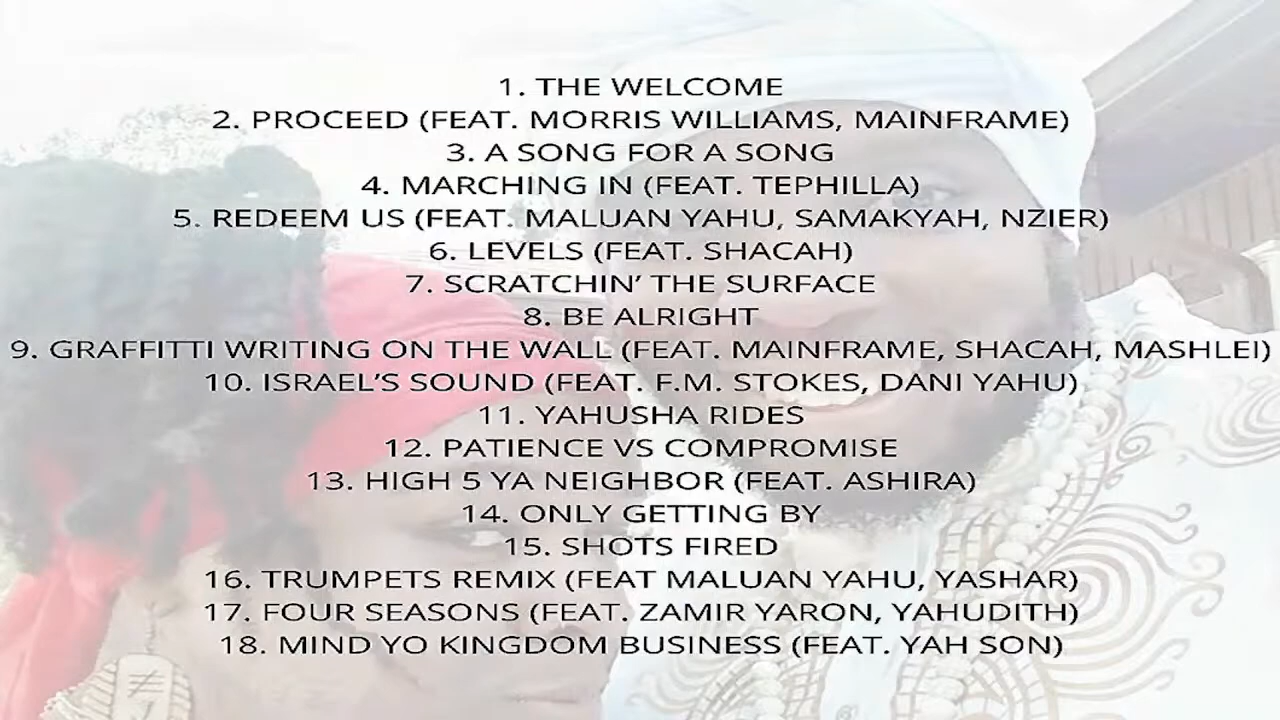 1. THE WELCOME
2. PROCEED (FEAT. MORRIS WILLIAMS, MAINFRAME)
3. A SONG FOR A SONG
4. MARCHING IN (FEAT. TEPHILLA)
5. REDEEM US (FEAT. MALUAN YAHU, SAMAKYAH, NZIER)
6. LEVELS (FEAT. SHACAH)
7. SCRATCHIN’ THE SURFACE
8. BE ALRIGHT
9. GRAFFITTI WRITING ON THE WALL (FEAT. MAINFRAME, SHACAH, MASHLEI)
10. ISRAEL’S SOUND (FEAT. F.M. STOKES, DANI YAHU)
11. YAHUSHA RIDES
12. PATIENCE VS COMPROMISE
13. HIGH 5 YA NEIGHBOR (FEAT. ASHIRA)
14. ONLY GETTING BY
15. SHOTS FIRED
16. TRUMPETS REMIX (FEAT MALUAN YAHU, YASHAR)
17. FOUR SEASONS (FEAT. ZAMIR YARON, YAHUDITH)
18. MIND YO KINGDOM BUSINESS (FEAT. YAH SON)